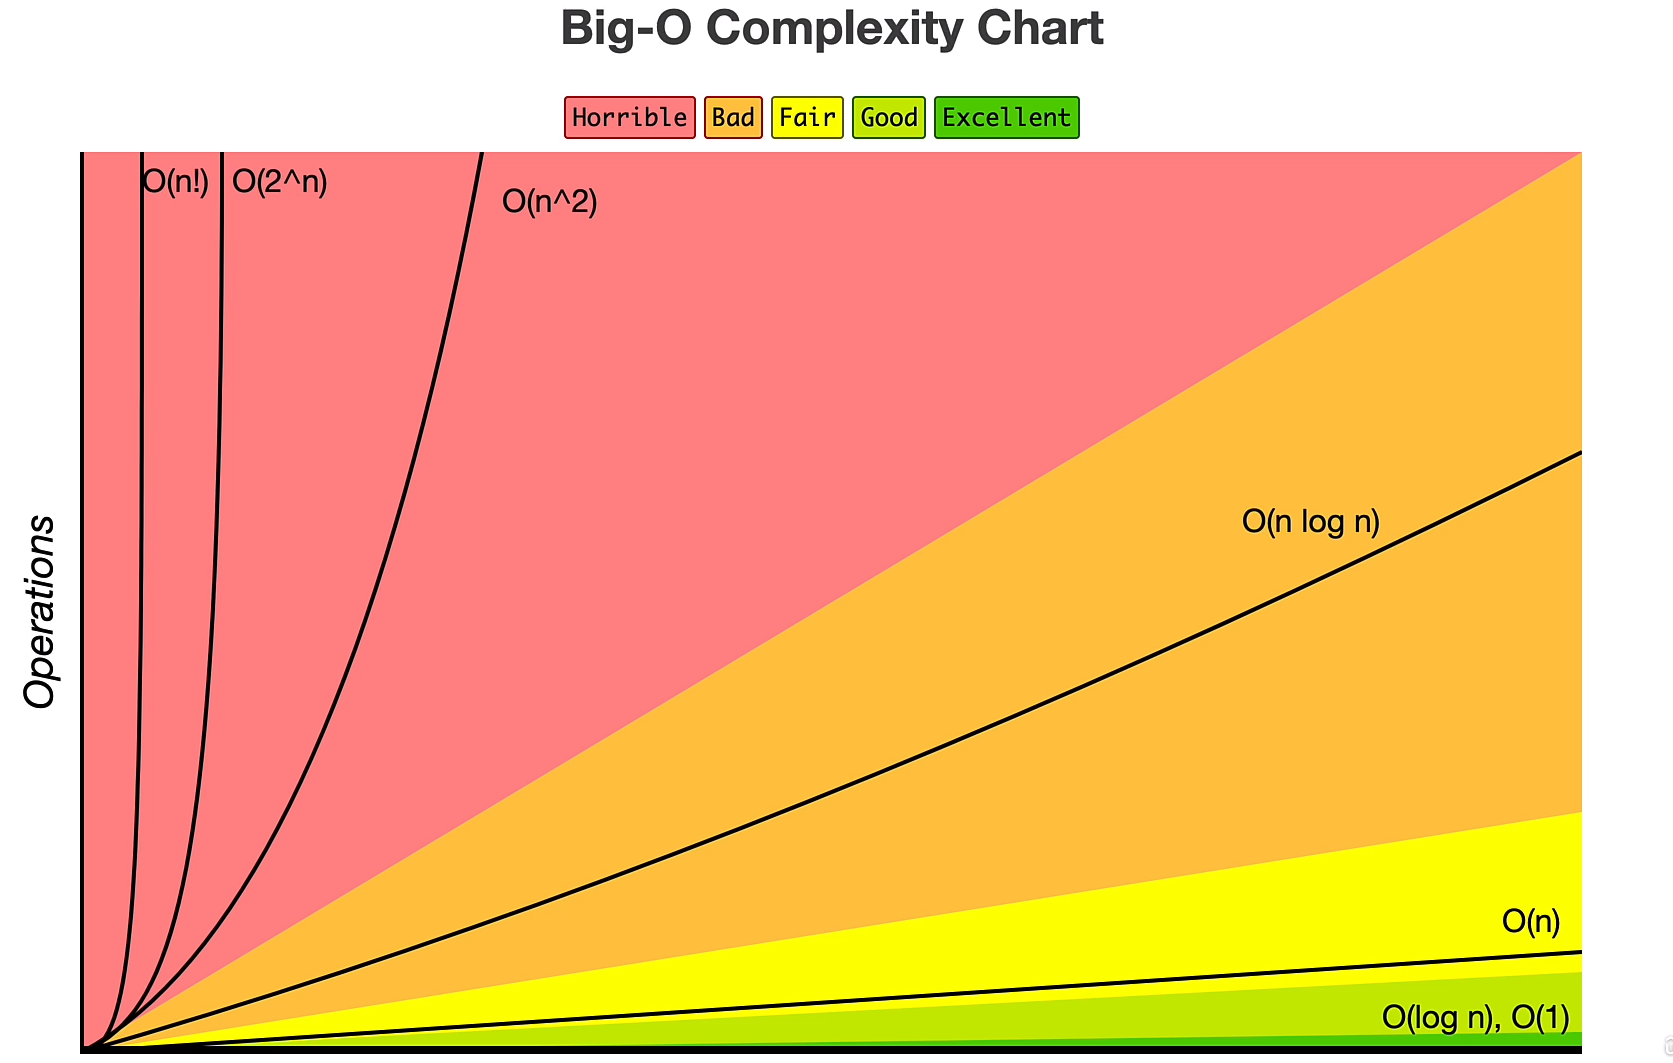 Big-O Complexity Chart
Horrible Bad Fair Good Excellent
O(n!) O(2^n)
O(n^2)
O(n log n)
Operations
O(n)
O(log n), O(1)